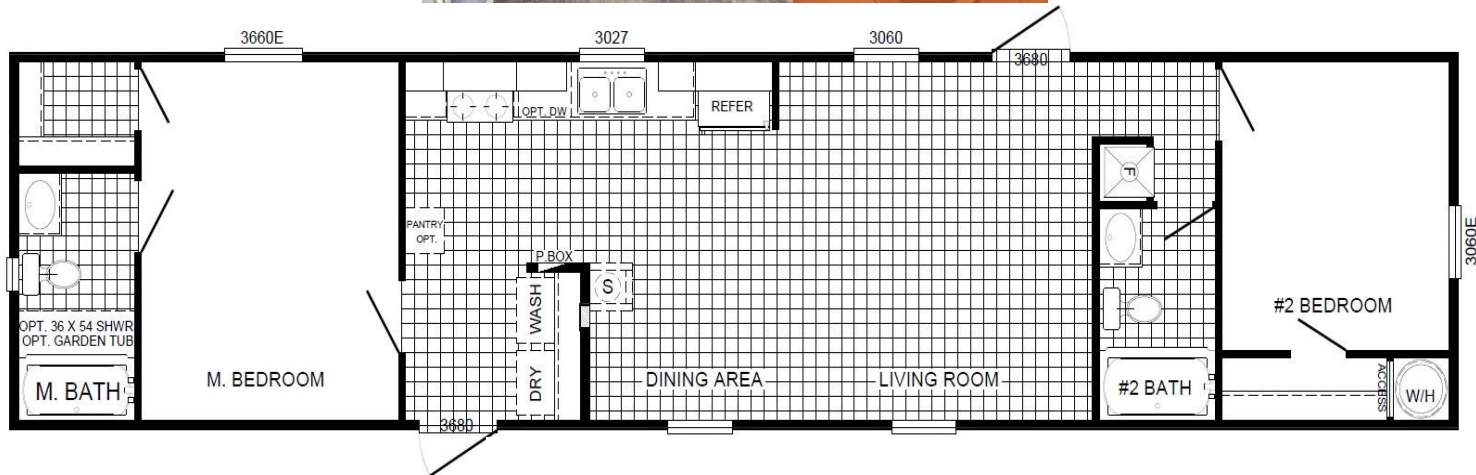 3660E
3027
3060
3680
OPT. DW
REFER
F
PANTRY
OPT.
P.BOX
S
WASH
DRY
3060E
#2 BEDROOM
OPT. 36 X 54 SHWR
OPT. GARDEN TUB
M. BATH
M. BEDROOM
DINING AREA
LIVING ROOM
#2 BATH
ACCESS
W/H
3680